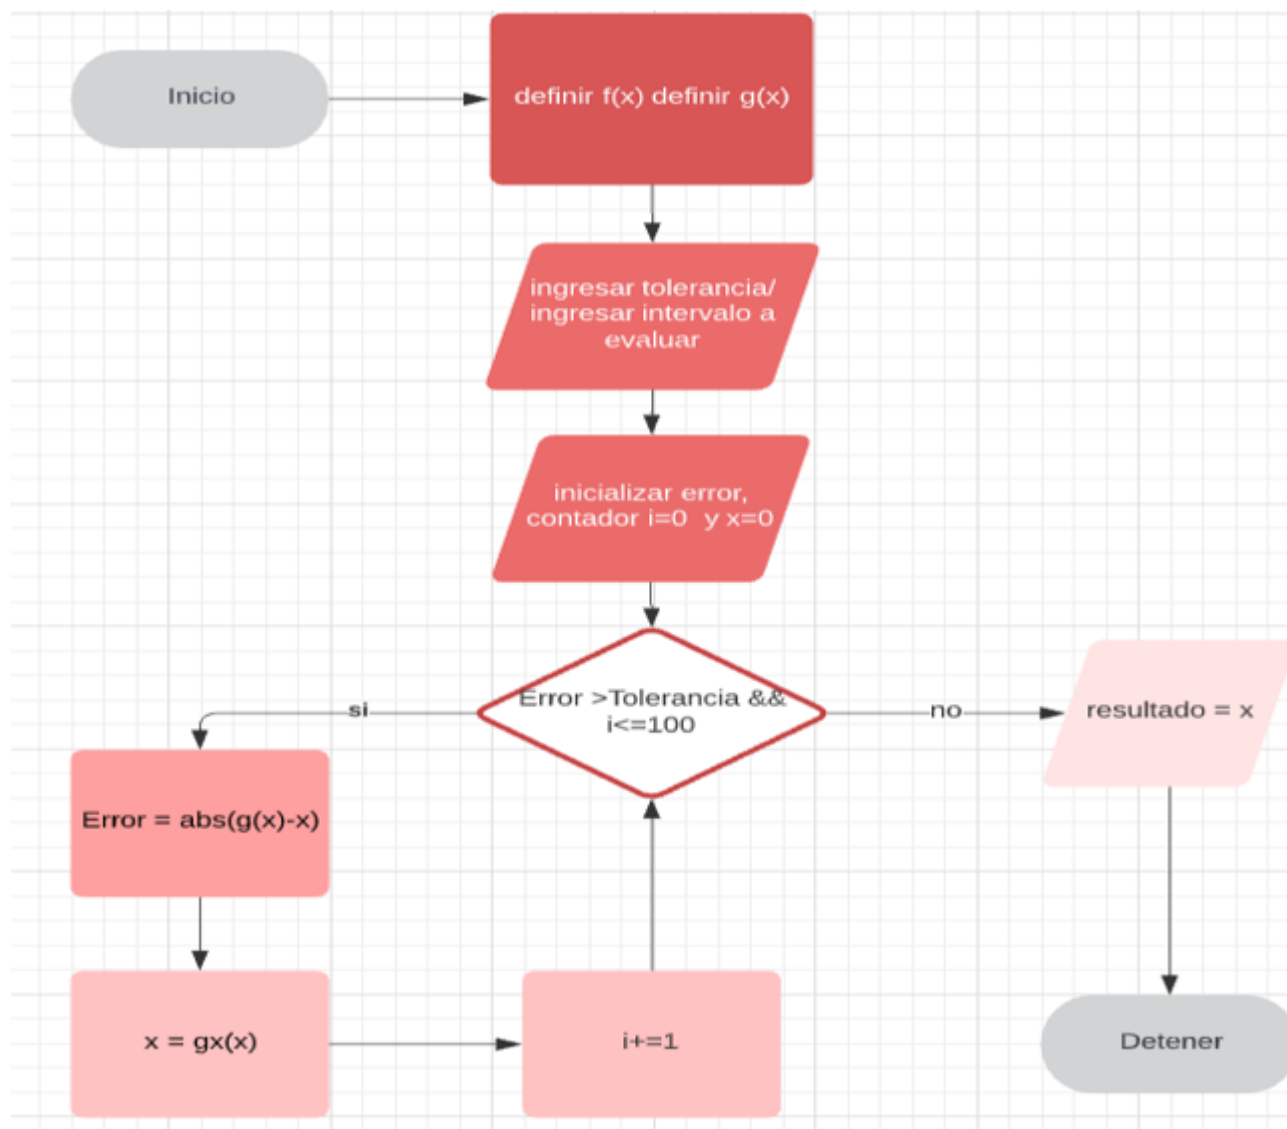 Inicio
definir f(x) definir g(x)
ingresar tolerancia/
ingresar intervalo a
evaluar
inicializar error,
contador i=0  y x=0
Error >Tolerancia &&
i<=100
si
no
resultado = x
Error = abs(g(x)-x)
x = gx(x)
i+=1
Detener